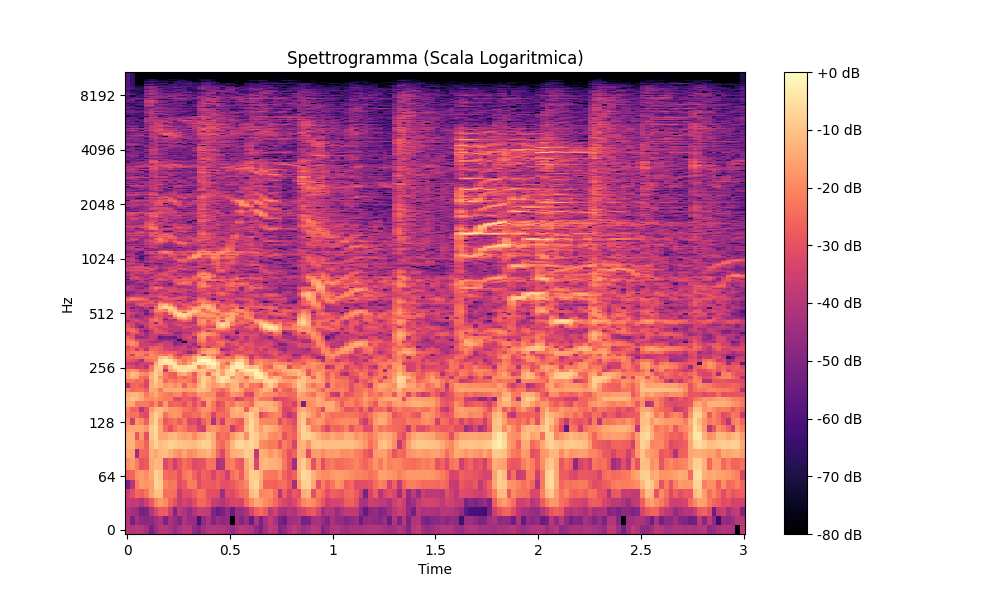 Spettrogramma (Scala Logaritmica)
8192
4096
2048
1024
512
256
128
64
0
Hz
0
0.5
1
1.5
2
2.5
3
Time
+0 dB
-10 dB
-20 dB
-30 dB
-40 dB
-50 dB
-60 dB
-70 dB
-80 dB